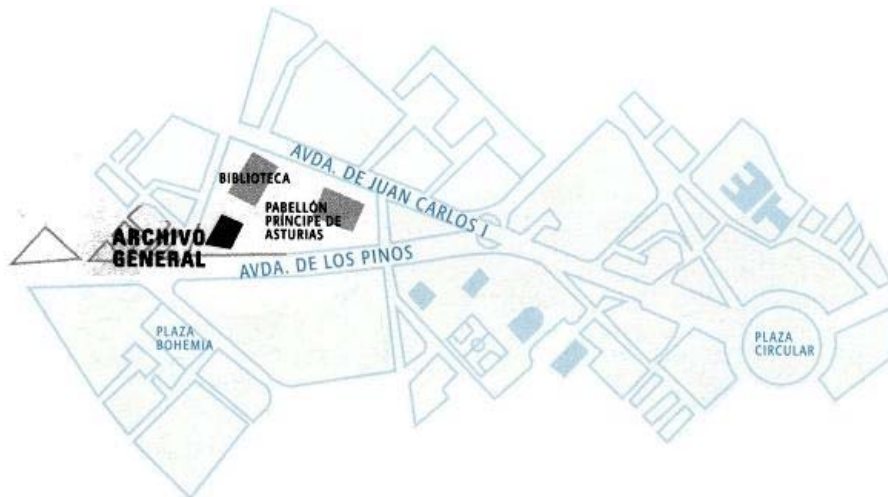 AVDA. DE JUAN CARLOS I
BIBLIOTECA
PABELLÓN
PRÍNCIPE DE
ASTURIAS
ARCHIVO
GENERAL
AVDA. DE LOS PINOS
PLAZA
BOHEMIA
PLAZA
CIRCULAR